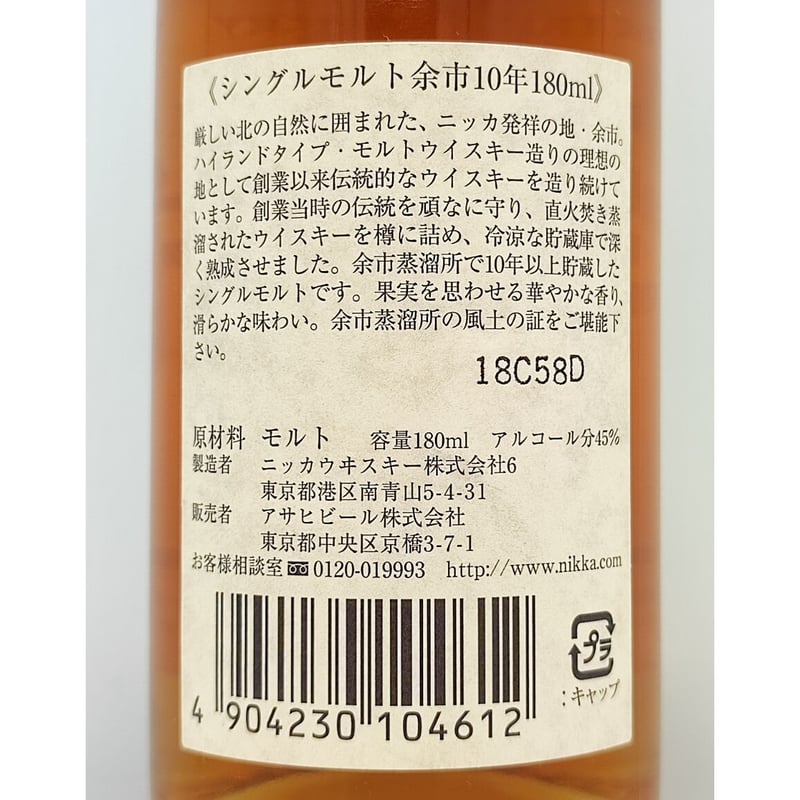 《シングルモルト余市10年180ml》
厳しい北の自然に囲まれた、ニッカ発祥の地・余市。
ハイランドタイプ・モルトウイスキー造りの理想の
地として創業以来伝統的なウイスキーを造り続けて
います。創業当時の伝統を頑なに守り、直火焚き蒸
溜されたウイスキーを樽に詰め、冷涼な貯蔵庫で深
く熟成させました。余市蒸溜所で10年以上貯蔵した
シングルモルトです。果実を思わせる華やかな香り、
滑らかな味わい。余市蒸溜所の風土の証をご堪能下
さい。
18C58D
原材料 モルト 容量180ml アルコール分45%
製造者 ニッカウヰスキー株式会社6
東京都港区南青山5-4-31
販売者 アサヒビール株式会社
東京都中央区京橋3-7-1
お客様相談室 0120-019993 http://www.nikka.com
プラ
:キャップ
4 904230 104612